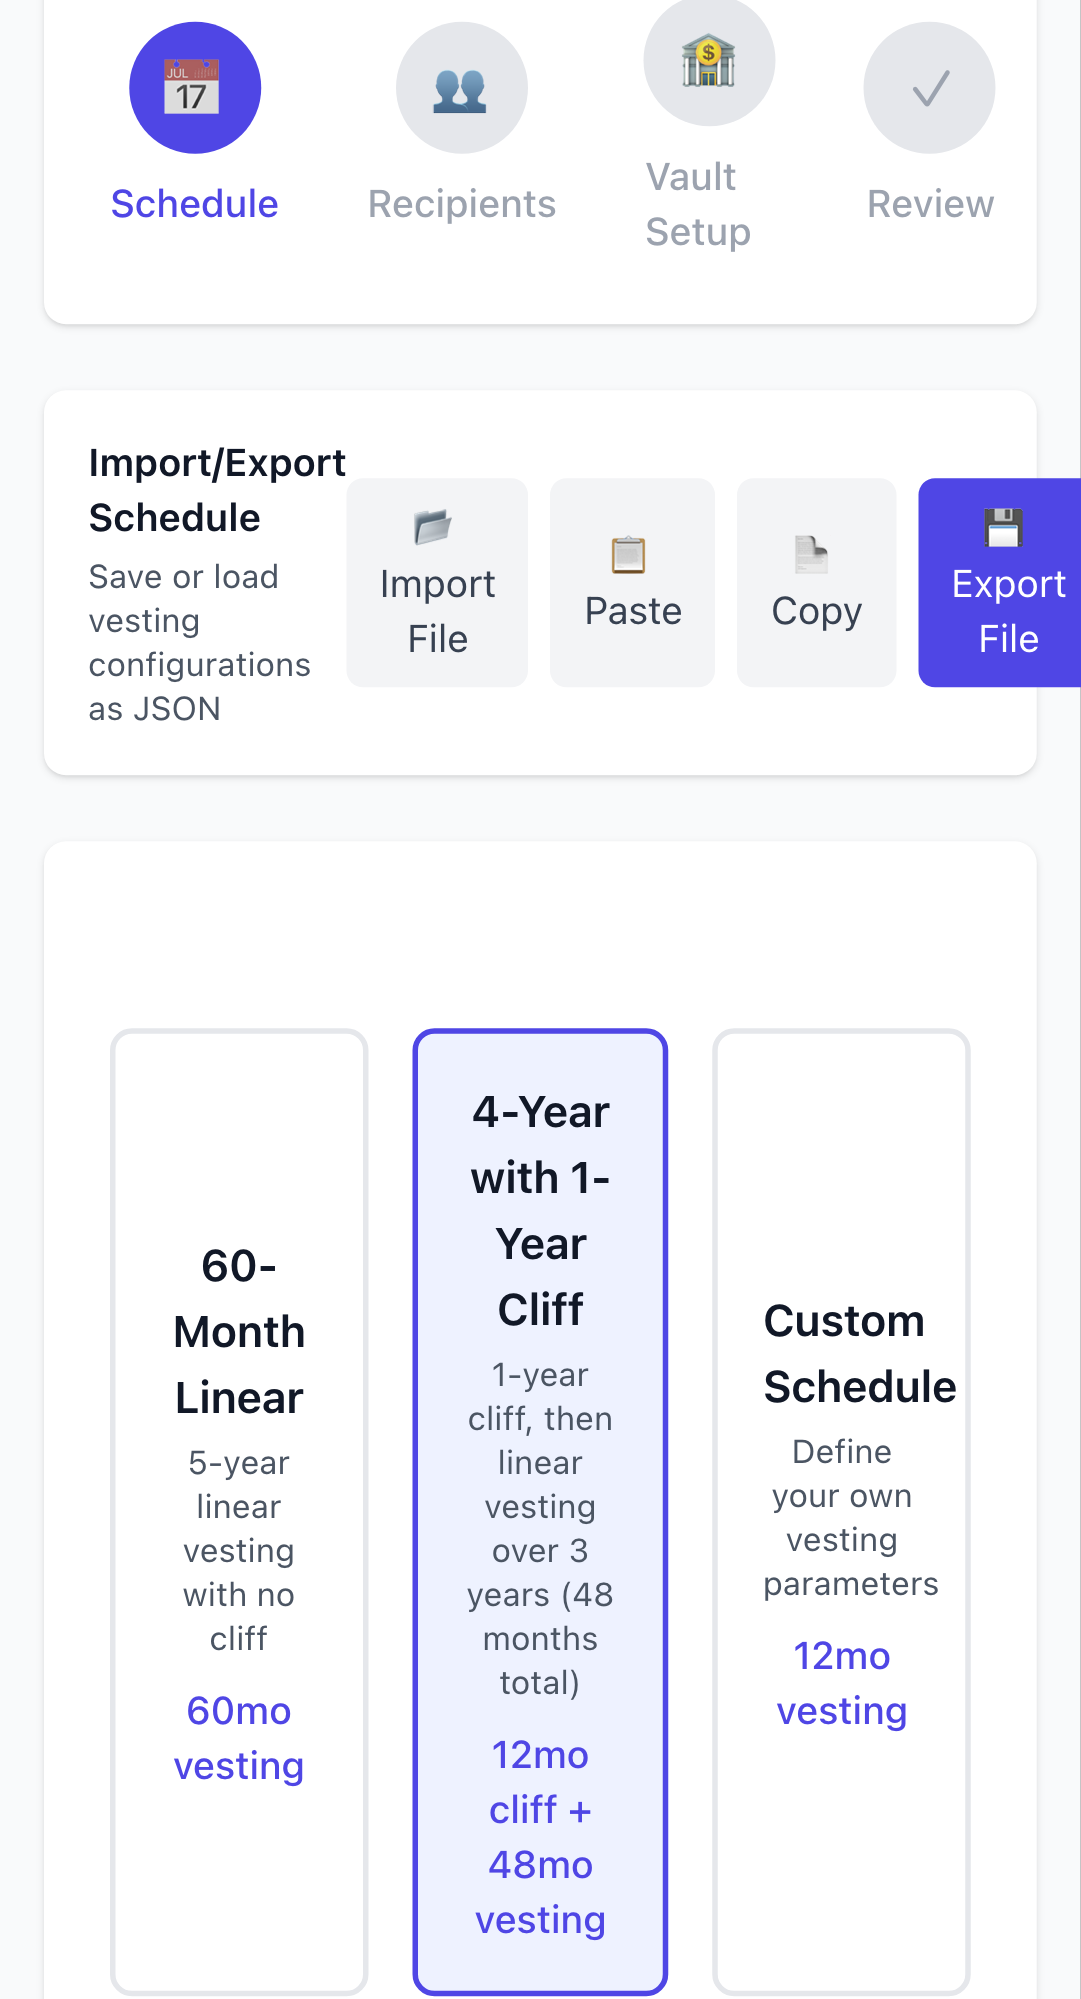 JUL
17
Schedule
Recipients
Vault
Setup
Review
Import/Export
Schedule
Save or load
vesting
configurations
as JSON
Import
File
Paste
Copy
Export
File
60-
Month
Linear
5-year
linear
vesting
with no
cliff
60mo
vesting
4-Year
with 1-
Year
Cliff
1-year
cliff, then
linear
vesting
over 3
years (48
months
total)
12mo
cliff +
48mo
vesting
Custom
Schedule
Define
your own
vesting
parameters
12mo
vesting